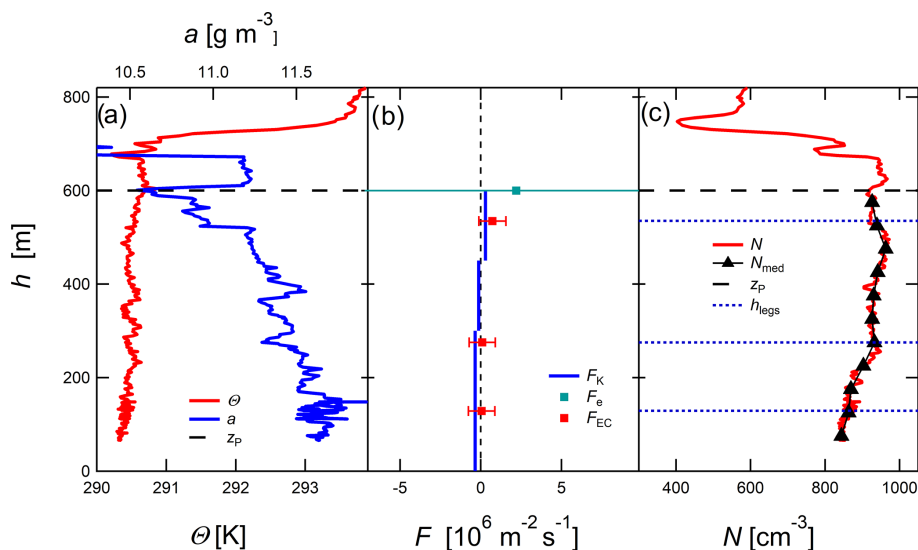 a [g m⁻³]
10.5 11.1 11.5
(a) (b) (c)
800
600
400
200
0
h [m]
Θ
a
z_P
F_K
F_e
F_EC
N
N_med
z_P
h_legs
290 291 292 293
-5 0 5
400 600 800 1000
Θ [K]
F [10⁶ m⁻² s⁻¹]
N [cm⁻³]